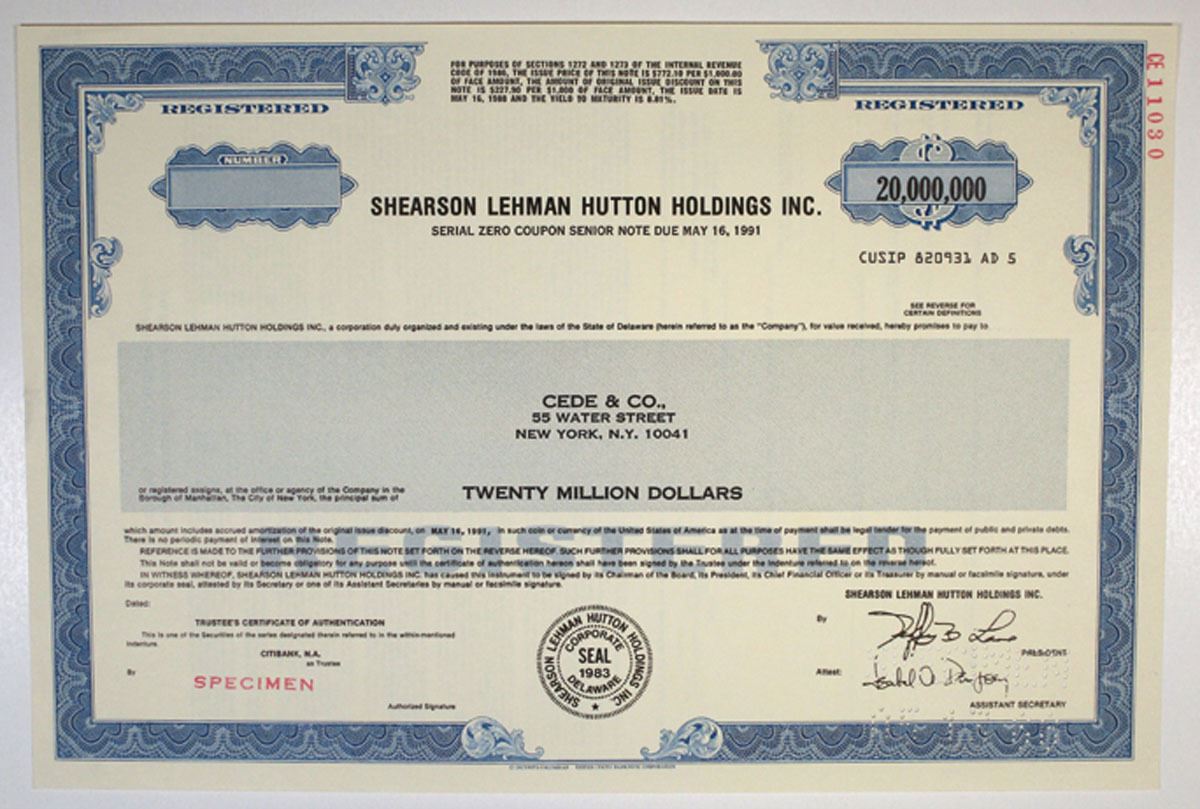 FOR PURPOSES OF SECTIONS 1272 AND 1273 OF THE INTERNAL REVENUE
CODE OF 1986, THE ISSUE PRICE OF THIS NOTE IS $772.10 PER $1,000.00
OF FACE AMOUNT, THE AMOUNT OF ORIGINAL ISSUE DISCOUNT ON THIS
NOTE IS $227.90 PER $1,000 OF FACE AMOUNT, THE ISSUE DATE IS
MAY 16, 1988 AND THE YIELD TO MATURITY IS 8.81%.
REGISTERED
REGISTERED
CE 11030
NUMBER
20,000,000
SHEARSON LEHMAN HUTTON HOLDINGS INC.
SERIAL ZERO COUPON SENIOR NOTE DUE MAY 16, 1991
CUSIP 820931 AD 5
SEE REVERSE FOR
CERTAIN DEFINITIONS
SHEARSON LEHMAN HUTTON HOLDINGS INC., a corporation duly organized and existing under the laws of the State of Delaware (herein referred to as the "Company"), for value received, hereby promises to pay to
CEDE & CO.,
55 WATER STREET
NEW YORK, N.Y. 10041
or registered assigns, at the office or agency of the Company in the
Borough of Manhattan, The City of New York, the principal sum of
TWENTY MILLION DOLLARS
which amount includes accrued amortization of the original issue discount, on MAY 16, 1991, in such coin or currency of the United States of America as at the time of payment shall be legal tender for the payment of public and private debts.
There is no periodic payment of interest on this Note.
REGISTERED
REFERENCE IS MADE TO THE FURTHER PROVISIONS OF THIS NOTE SET FORTH ON THE REVERSE HEREOF. SUCH FURTHER PROVISIONS SHALL FOR ALL PURPOSES HAVE THE SAME EFFECT AS THOUGH FULLY SET FORTH AT THIS PLACE.
This Note shall not be valid or become obligatory for any purpose until the certificate of authentication hereon shall have been signed by the Trustee under the Indenture referred to on the reverse hereof.
IN WITNESS WHEREOF, SHEARSON LEHMAN HUTTON HOLDINGS INC. has caused this instrument to be signed by its Chairman of the Board, its President, its Chief Financial Officer or its Treasurer by manual or facsimile signature, under
its corporate seal, attested by its Secretary or one of its Assistant Secretaries by manual or facsimile signature.
Dated:
SHEARSON LEHMAN HUTTON HOLDINGS INC.
TRUSTEE'S CERTIFICATE OF AUTHENTICATION
This is one of the Securities of the series designated therein referred to in the within-mentioned
Indenture.
CITIBANK, N.A.
as Trustee
By
SPECIMEN
Authorized Signature
SHEARSON LEHMAN HUTTON HOLDINGS INC
CORPORATE
SEAL
1983
DELAWARE
By
PRESIDENT
Attest:
ASSISTANT SECRETARY